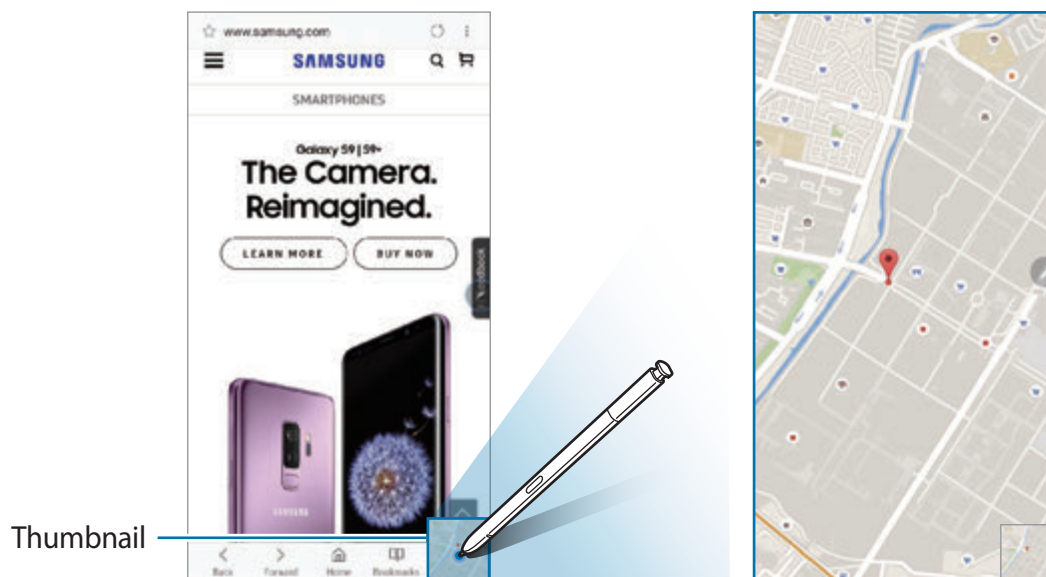 www.samsung.com
SAMSUNG
SMARTPHONES
Galaxy S9 | S9+
The Camera.
Reimagined.
LEARN MORE BUY NOW
SAMSUNG
Thumbnail
Back Forward Home Bookmarks